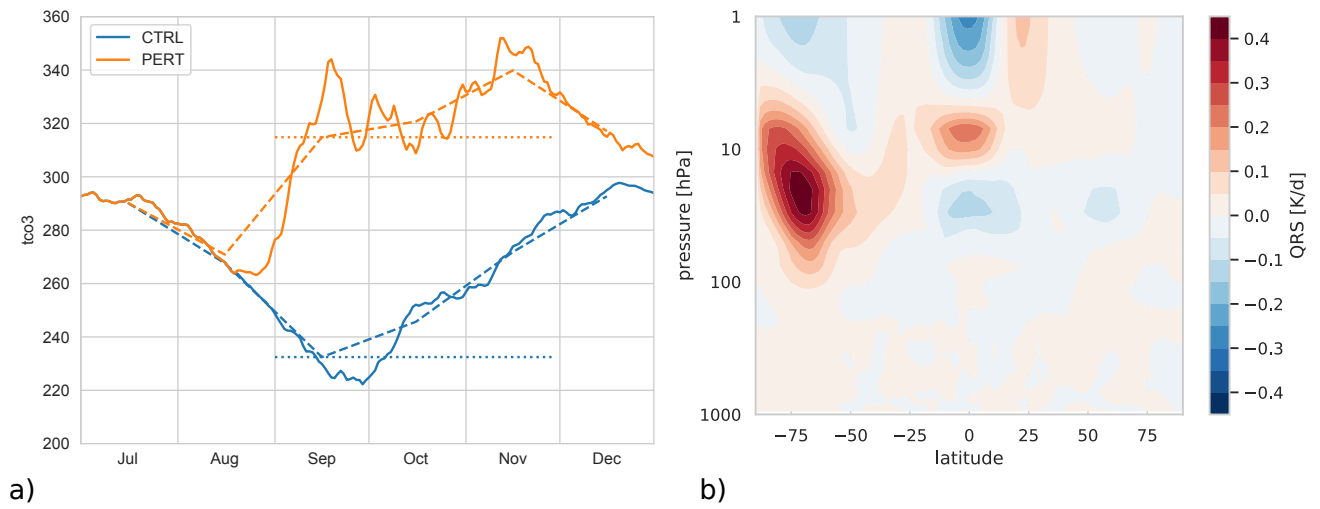 360
340
320
300
280
260
240
220
200
tco3
CTRL
PERT
Jul Aug Sep Oct Nov Dec
a)
1
10
100
1000
pressure [hPa]
−75 −50 −25 0 25 50 75
latitude
0.4
0.3
0.2
0.1
0.0
−0.1
−0.2
−0.3
−0.4
QRS [K/d]
b)